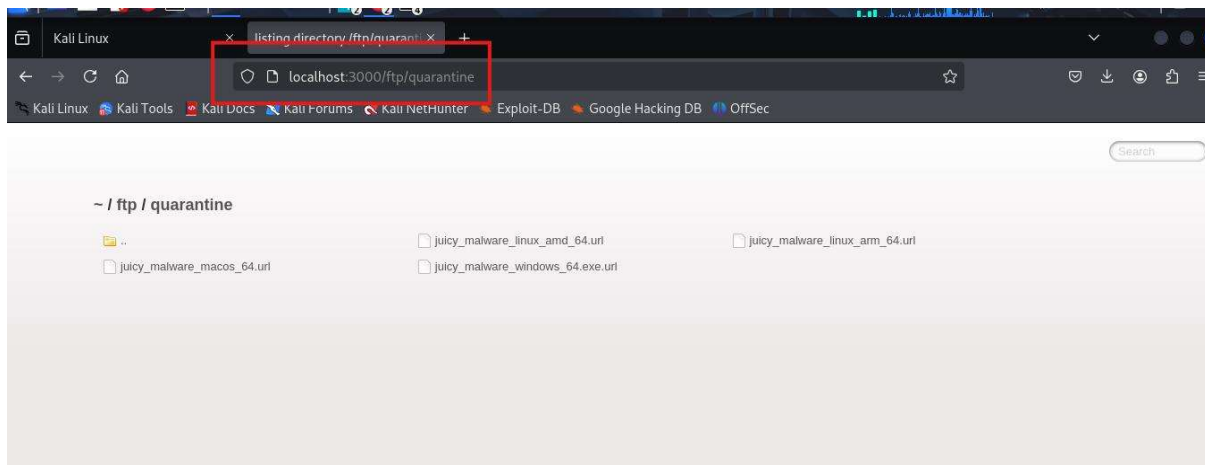 Kali Linux × listing directory /ftp/quaranti × +
localhost:3000/ftp/quarantine
Kali Linux Kali Tools Kali Docs Kali Forums Kali NetHunter Exploit-DB Google Hacking DB OffSec
Search
~ / ftp / quarantine
.. juicy_malware_linux_amd_64.url juicy_malware_linux_arm_64.url
juicy_malware_macos_64.url juicy_malware_windows_64.exe.url